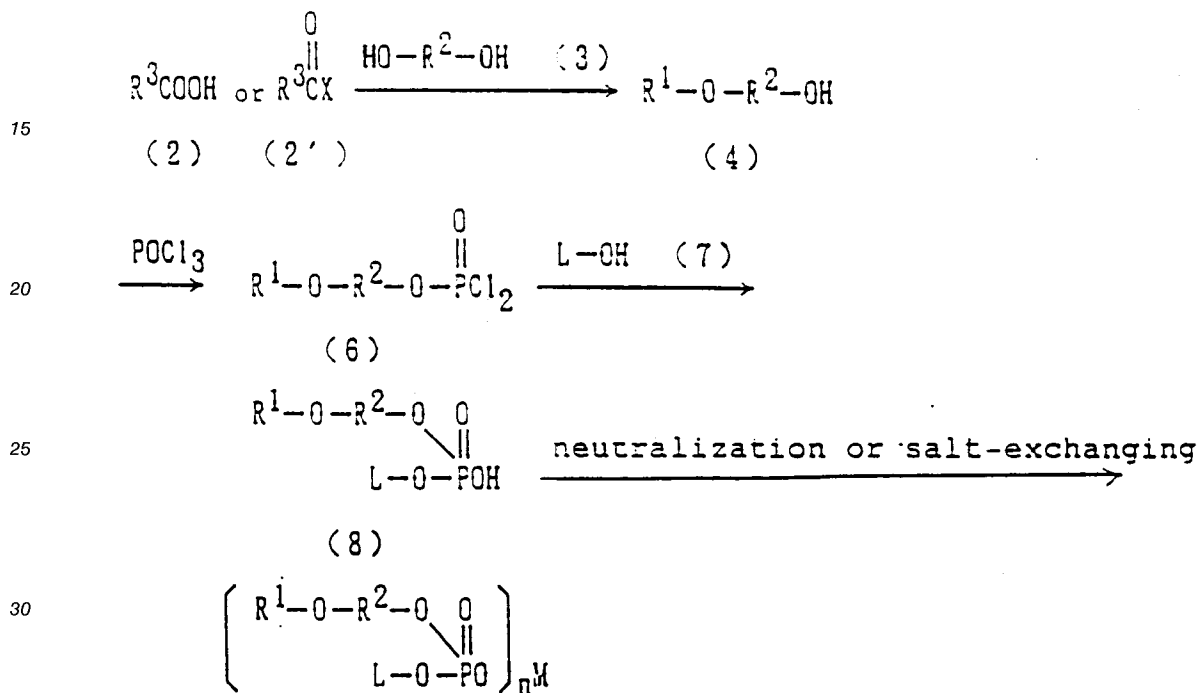 O
||
R³COOH or R³CX HO-R²-OH (3) R¹-O-R²-OH
15
(2) (2') (4)
O
||
POCl₃ R¹-O-R²-O-PCl₂ L-OH (7)
20
(6)
R¹-O-R²-O O
||
25 neutralization or salt-exchanging
L-O-POH
(8)
30 R¹-O-R²-O O
||
L-O-PO nM